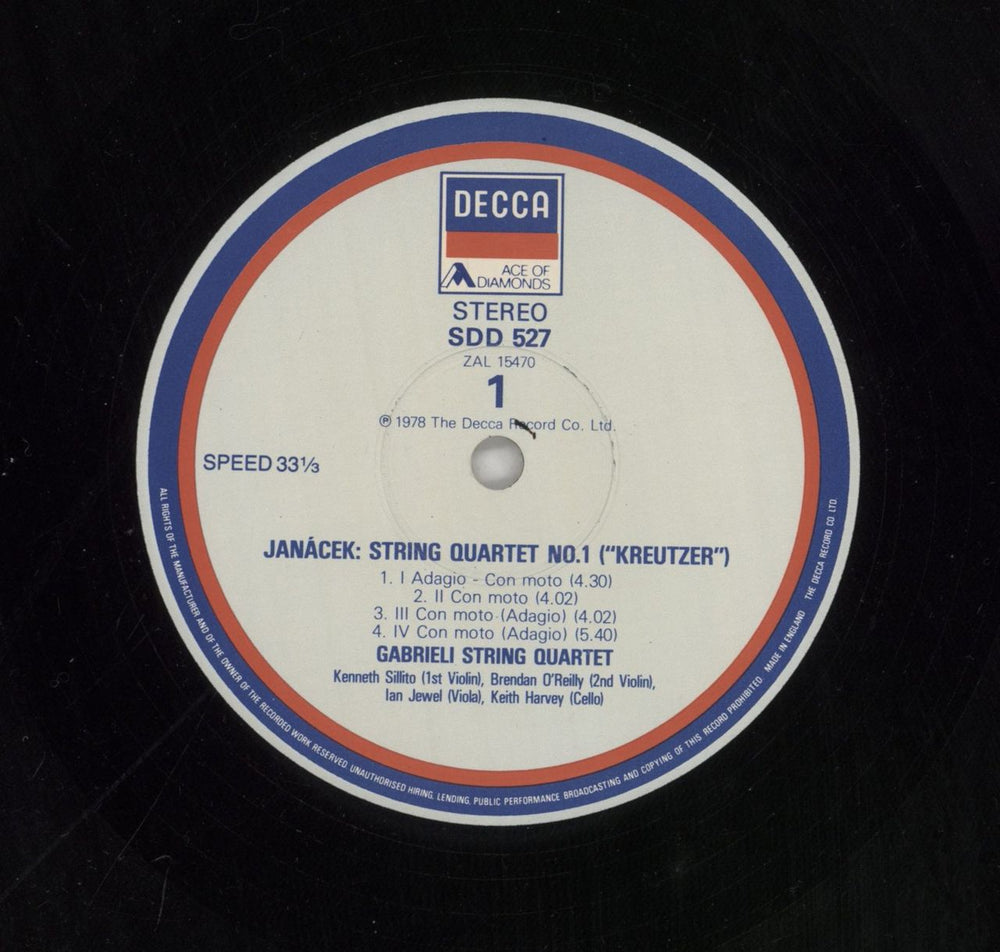 DECCA
ACE OF
DIAMONDS
STEREO
SDD 527
ZAL 15470
1
℗ 1978 The Decca Record Co. Ltd.
SPEED 33⅓
JANÁCEK: STRING QUARTET NO.1 ("KREUTZER")
1. I Adagio - Con moto (4.30)
2. II Con moto (4.02)
3. III Con moto (Adagio) (4.02)
4. IV Con moto (Adagio) (5.40)
GABRIELI STRING QUARTET
Kenneth Sillito (1st Violin), Brendan O'Reilly (2nd Violin),
Ian Jewel (Viola), Keith Harvey (Cello)
ALL RIGHTS OF THE MANUFACTURER AND OF THE OWNER OF THE RECORDED WORK RESERVED. UNAUTHORISED HIRING, LENDING, PUBLIC PERFORMANCE BROADCASTING AND COPYING OF THIS RECORD PROHIBITED. MADE IN ENGLAND THE DECCA RECORD CO LTD.